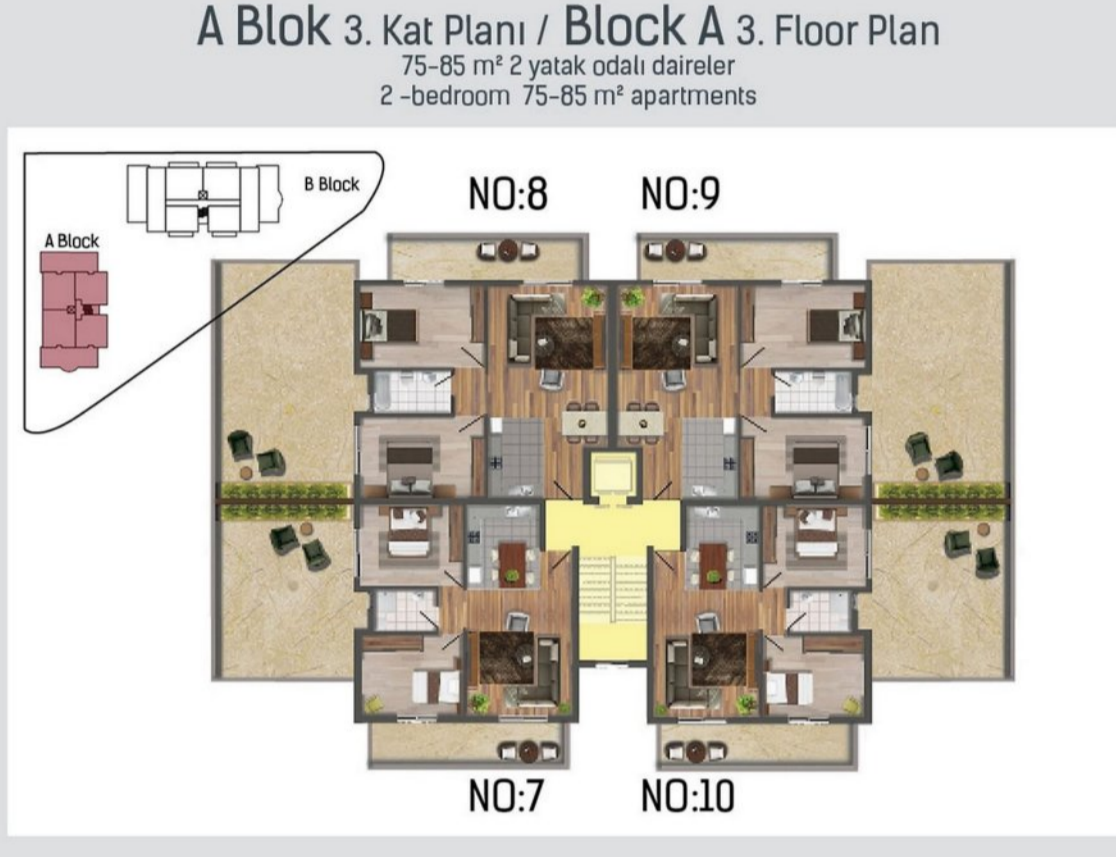 A Blok 3. Kat Planı / Block A 3. Floor Plan
75-85 m² 2 yatak odalı daireler
2 -bedroom 75-85 m² apartments
B Block
A Block
NO:8
NO:9
NO:7
NO:10